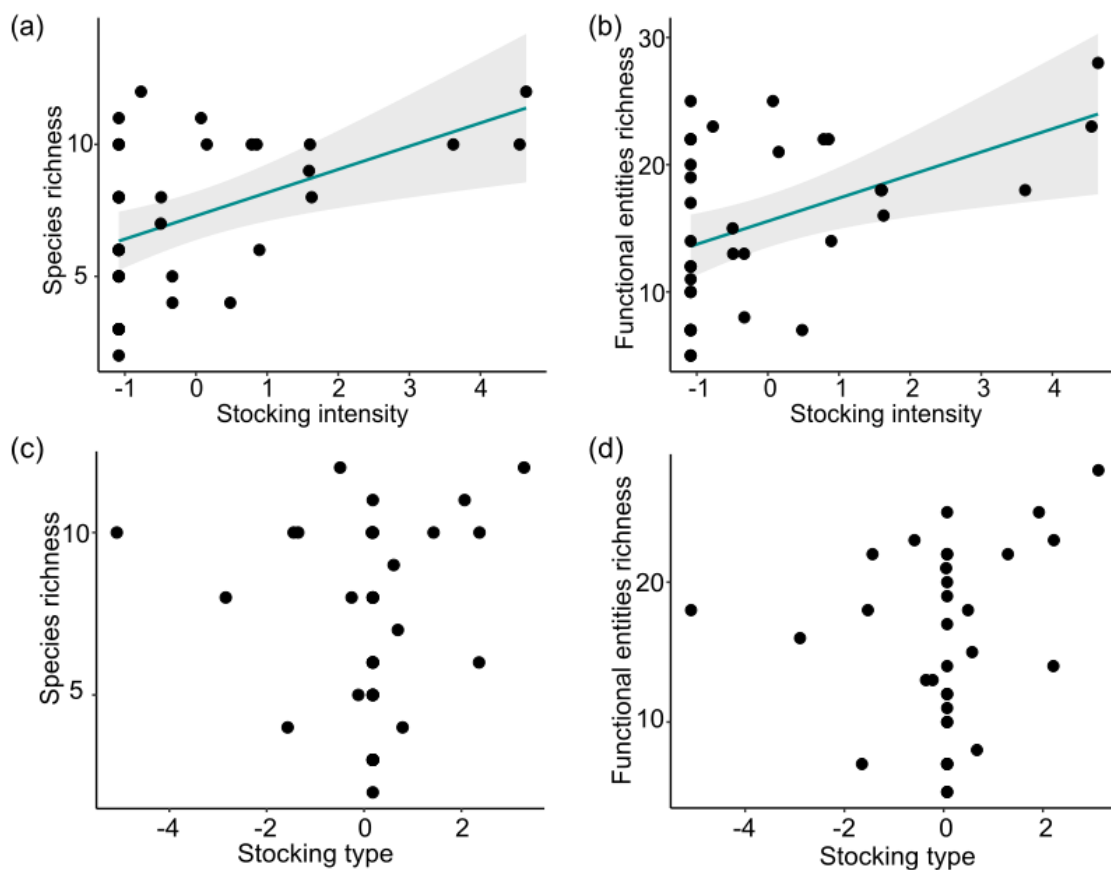 (a)
Species richness
10
5
-1 0 1 2 3 4
Stocking intensity
(b)
Functional entities richness
30
20
10
-1 0 1 2 3 4
Stocking intensity
(c)
Species richness
10
5
-4 -2 0 2
Stocking type
(d)
Functional entities richness
20
10
-4 -2 0 2
Stocking type